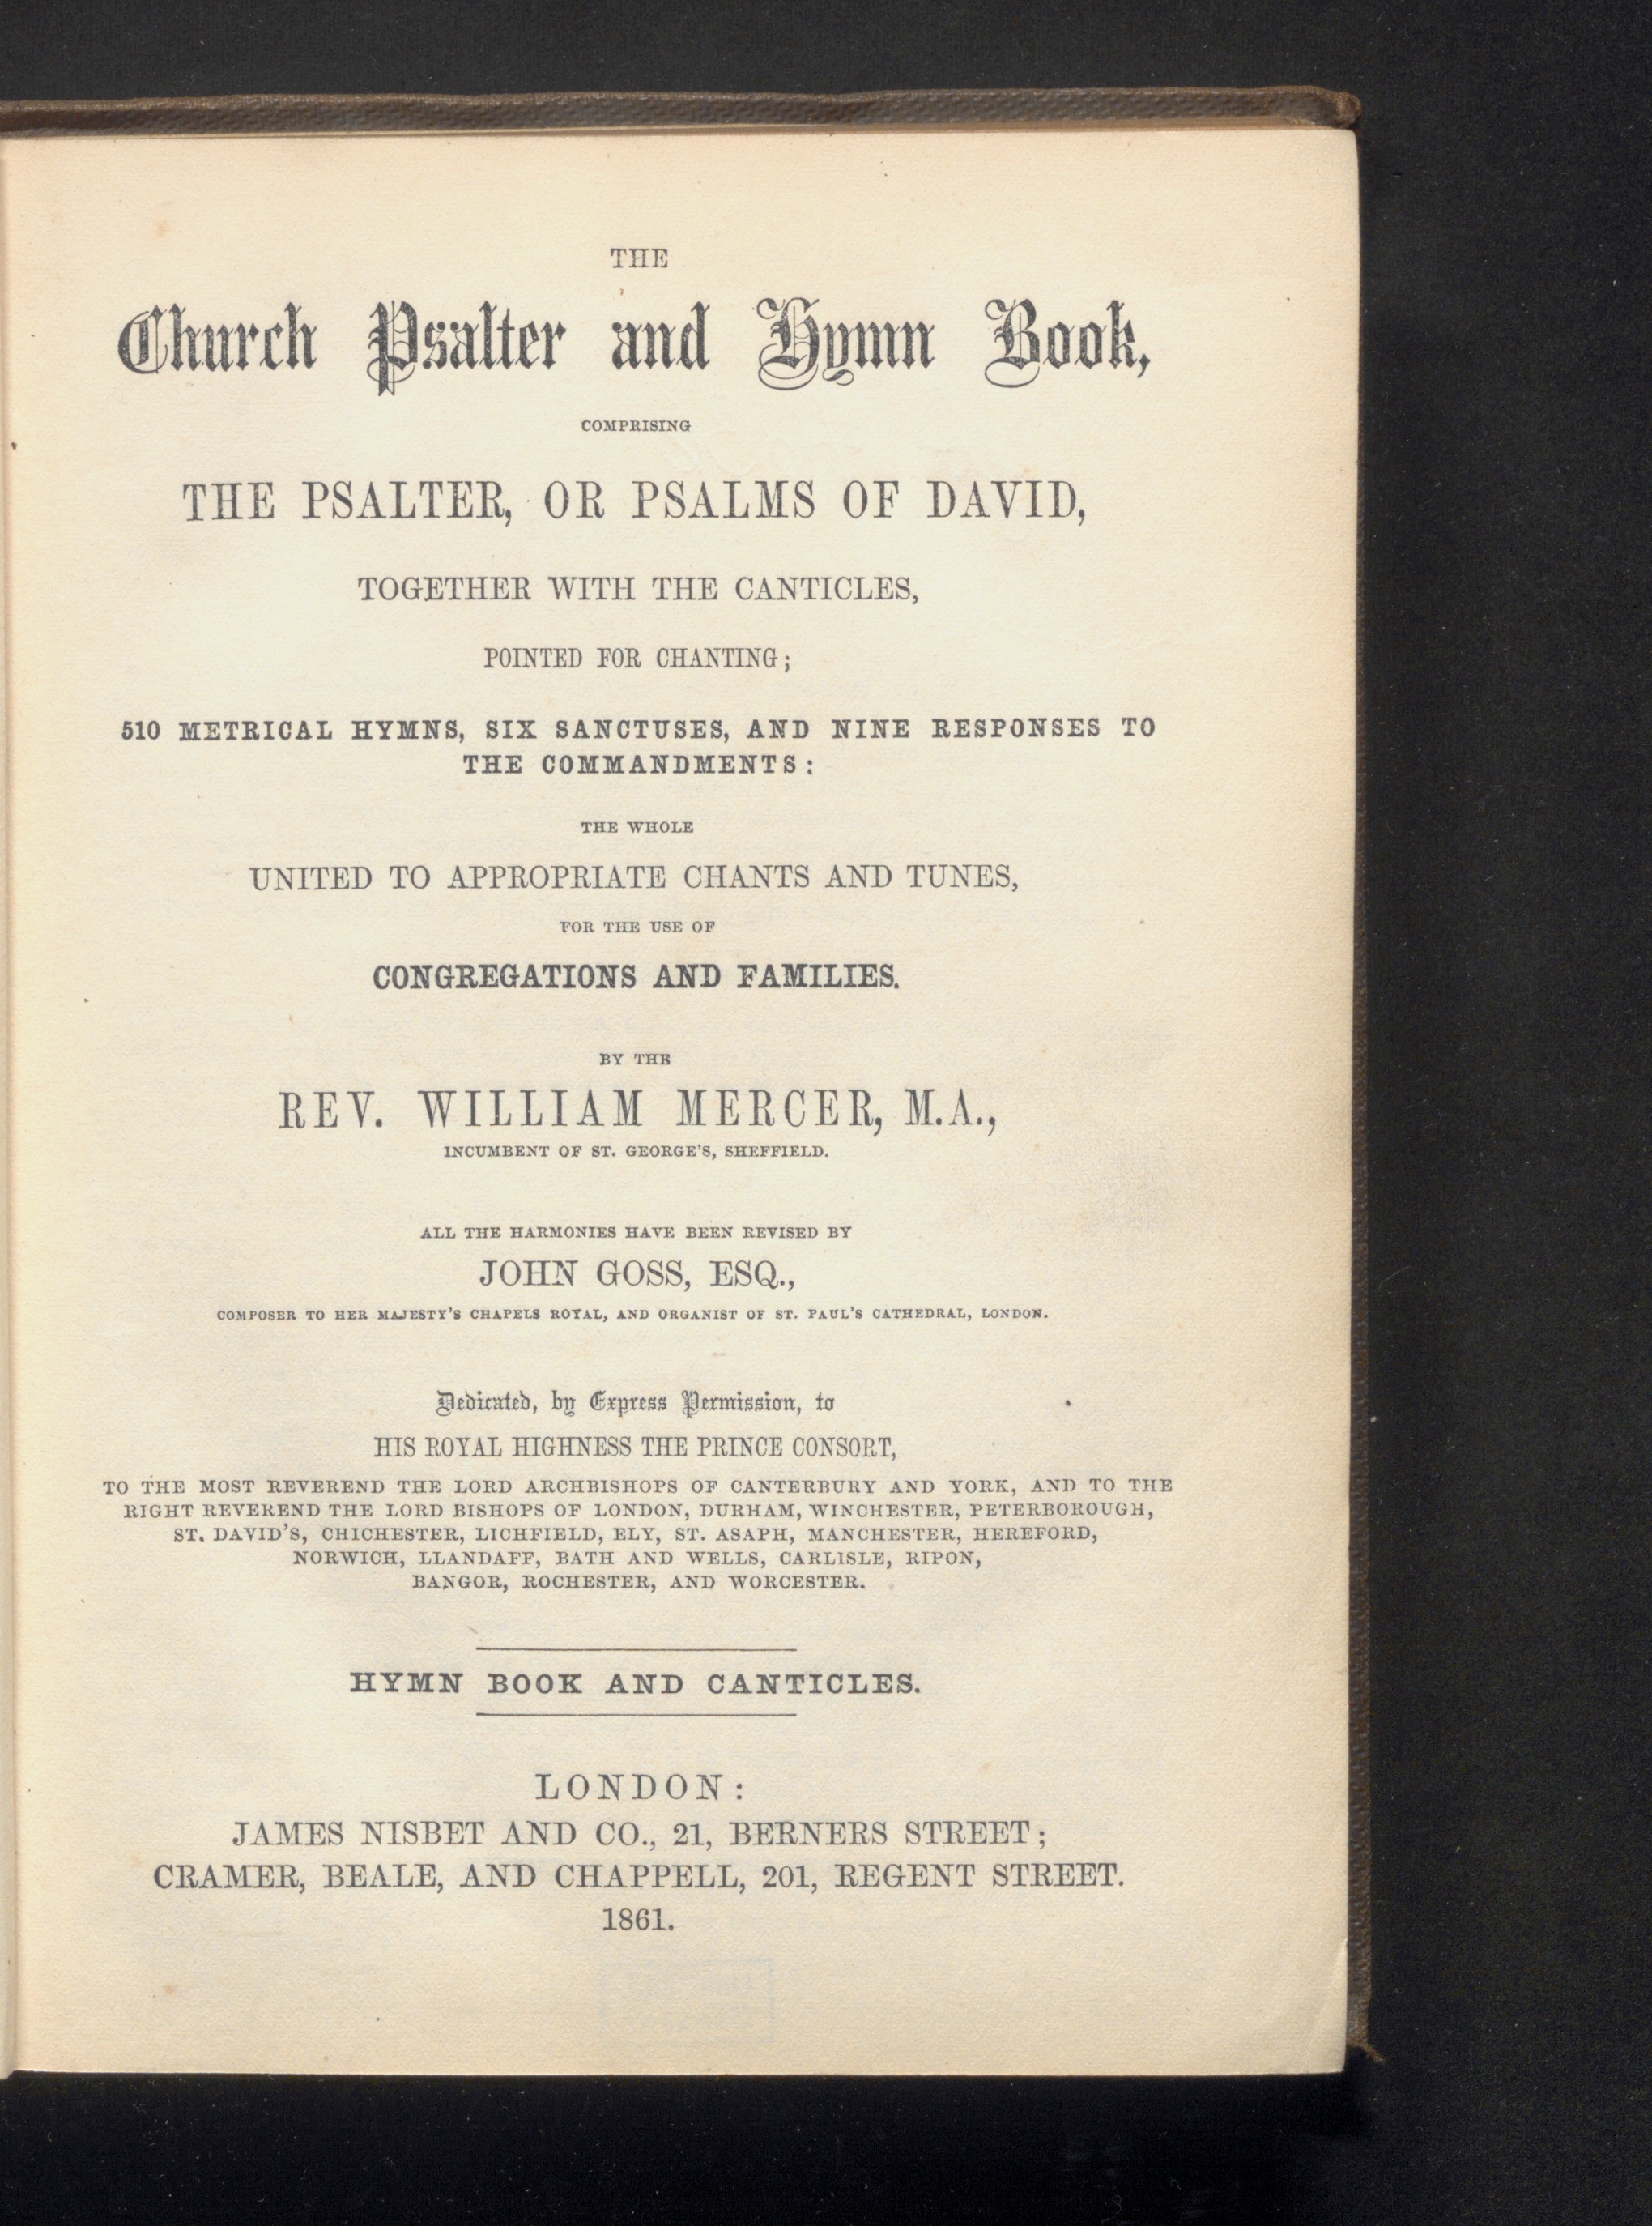 THE
Church Psalter and Hymn Book,
COMPRISING
THE PSALTER, OR PSALMS OF DAVID,
TOGETHER WITH THE CANTICLES,
POINTED FOR CHANTING;
510 METRICAL HYMNS, SIX SANCTUSES, AND NINE RESPONSES TO
THE COMMANDMENTS:
THE WHOLE
UNITED TO APPROPRIATE CHANTS AND TUNES,
FOR THE USE OF
CONGREGATIONS AND FAMILIES.
BY THE
REV. WILLIAM MERCER, M.A.,
INCUMBENT OF ST. GEORGE'S, SHEFFIELD.
ALL THE HARMONIES HAVE BEEN REVISED BY
JOHN GOSS, ESQ.,
COMPOSER TO HER MAJESTY'S CHAPELS ROYAL, AND ORGANIST OF ST. PAUL'S CATHEDRAL, LONDON.
Dedicated, by Express Permission, to
HIS ROYAL HIGHNESS THE PRINCE CONSORT,
TO THE MOST REVEREND THE LORD ARCHBISHOPS OF CANTERBURY AND YORK, AND TO THE
RIGHT REVEREND THE LORD BISHOPS OF LONDON, DURHAM, WINCHESTER, PETERBOROUGH,
ST. DAVID'S, CHICHESTER, LICHFIELD, ELY, ST. ASAPH, MANCHESTER, HEREFORD,
NORWICH, LLANDAFF, BATH AND WELLS, CARLISLE, RIPON,
BANGOR, ROCHESTER, AND WORCESTER.
HYMN BOOK AND CANTICLES.
LONDON:
JAMES NISBET AND CO., 21, BERNERS STREET;
CRAMER, BEALE, AND CHAPPELL, 201, REGENT STREET.
1861.